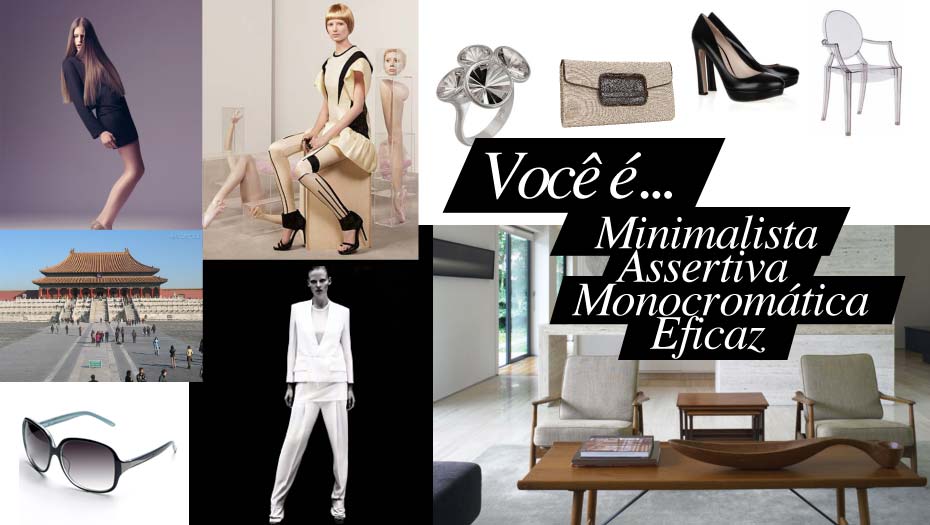 Você é...
Minimalista
Assertiva
Monocromática
Eficaz